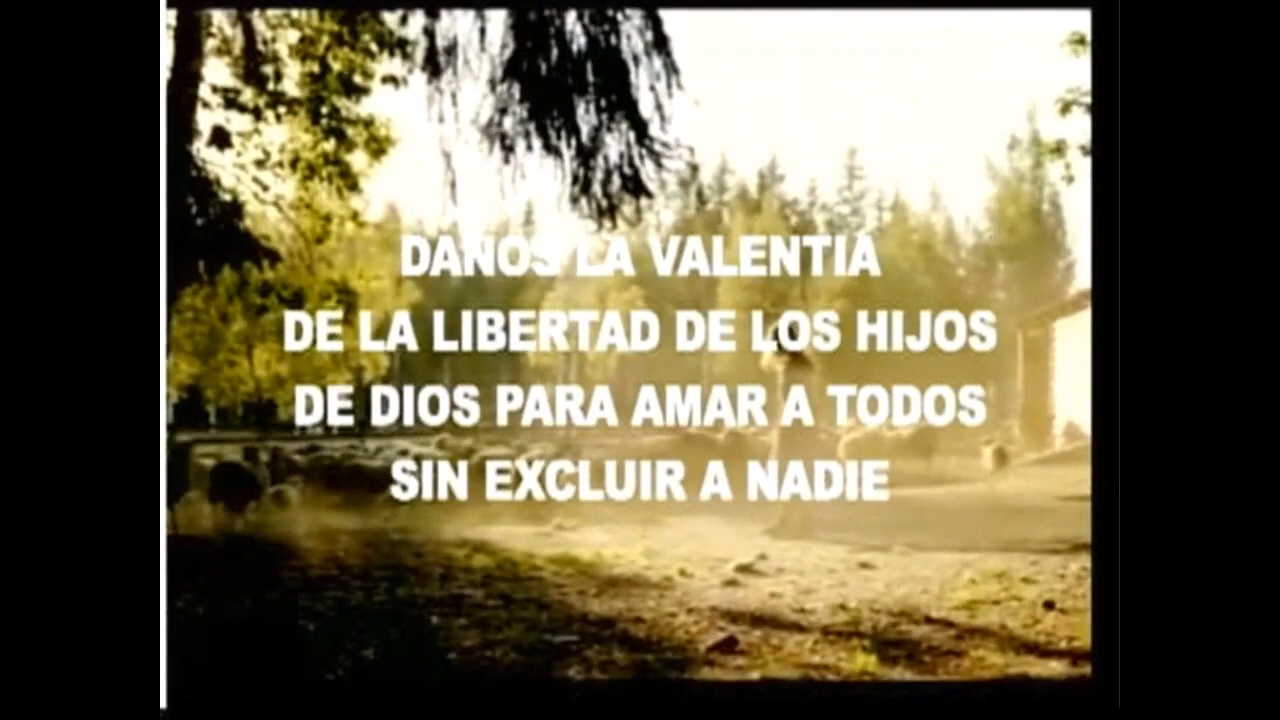 DANOS LA VALENTIA
DE LA LIBERTAD DE LOS HIJOS
DE DIOS PARA AMAR A TODOS
SIN EXCLUIR A NADIE